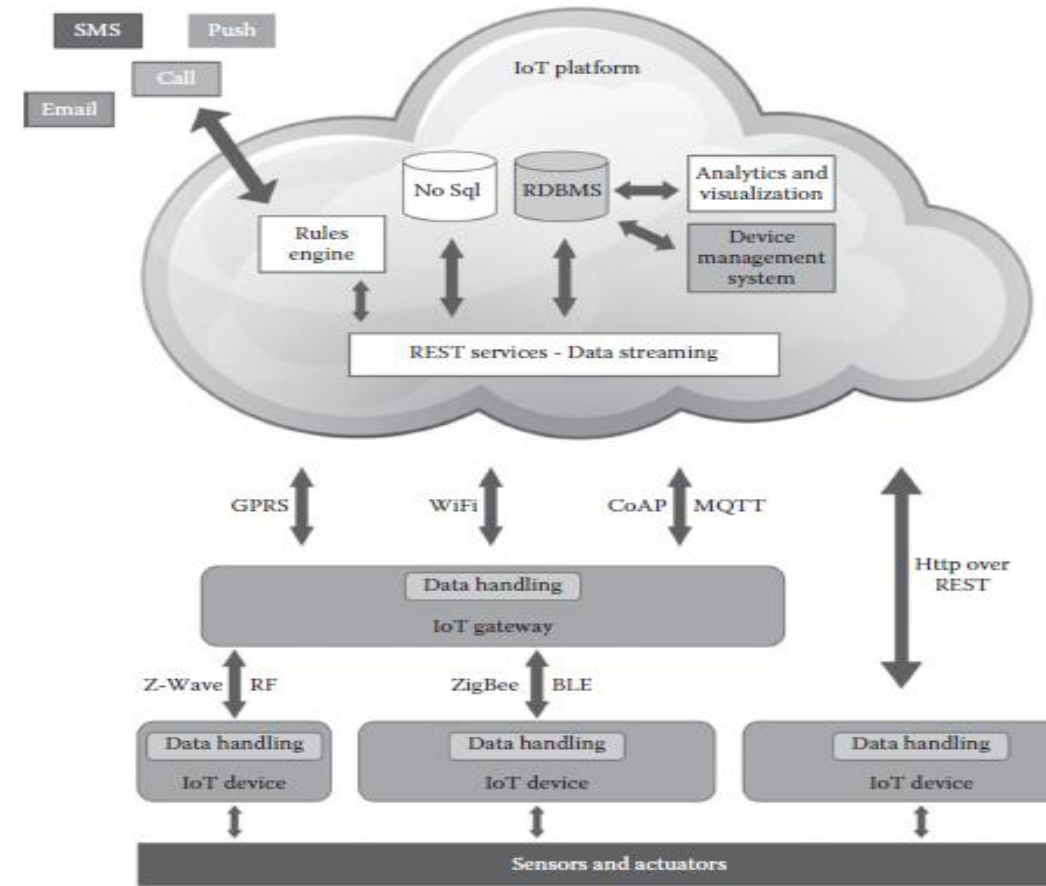 SMS
Push
Call
Email
IoT platform
No Sql
RDBMS
Analytics and
visualization
Rules
engine
Device
management
system
REST services - Data streaming
GPRS
WiFi
CoAP
MQTT
Http over
REST
Data handling
IoT gateway
Z-Wave
RF
ZigBee
BLE
Data handling
IoT device
Data handling
IoT device
Data handling
IoT device
Sensors and actuators